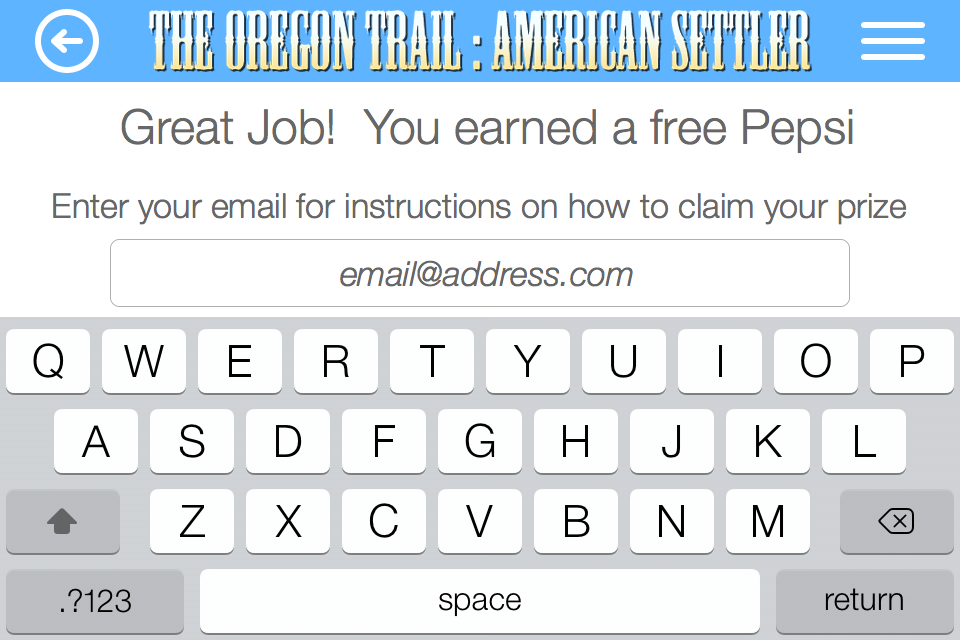 THE OREGON TRAIL : AMERICAN SETTLER
Great Job! You earned a free Pepsi
Enter your email for instructions on how to claim your prize
email@address.com
Q W E R T Y U I O P
A S D F G H J K L
Z X C V B N M
.?123 space return